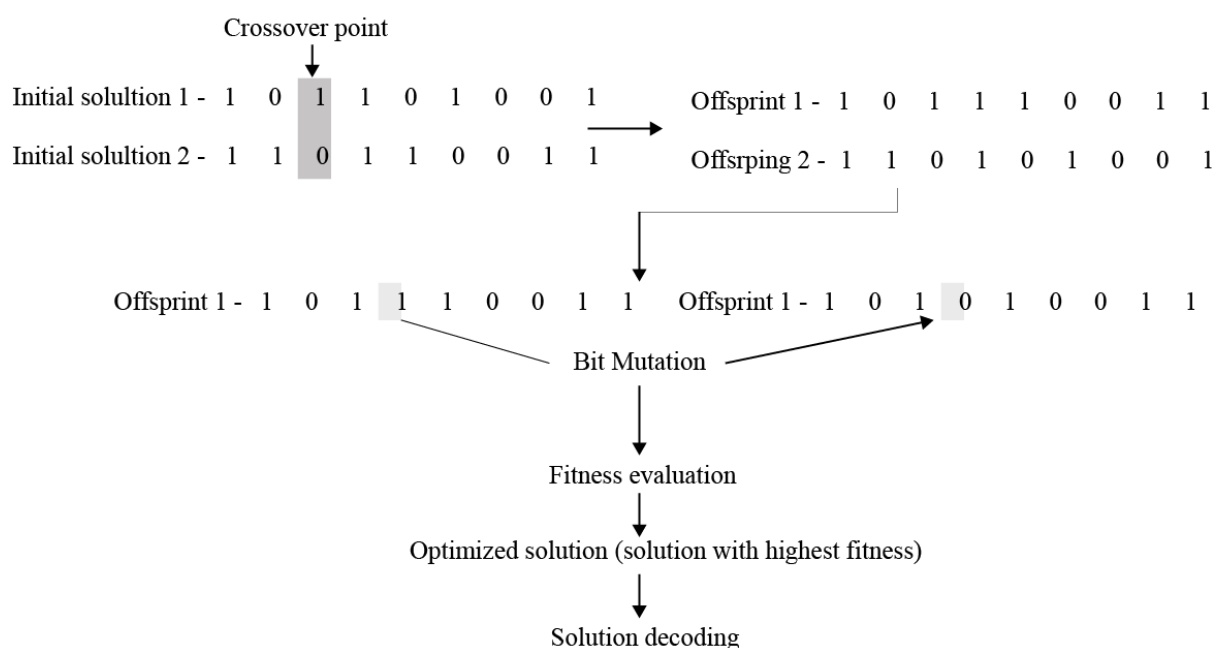 Crossover point
Initial solultion 1 - 1 0 1 1 0 1 0 0 1
Initial solultion 2 - 1 1 0 1 1 0 0 1 1
Offsprint 1 - 1 0 1 1 1 0 0 1 1
Offsrping 2 - 1 1 0 1 0 1 0 0 1
Offsprint 1 - 1 0 1 1 1 0 0 1 1
Offsprint 1 - 1 0 1 0 1 0 0 1 1
Bit Mutation
Fitness evaluation
Optimized solution (solution with highest fitness)
Solution decoding